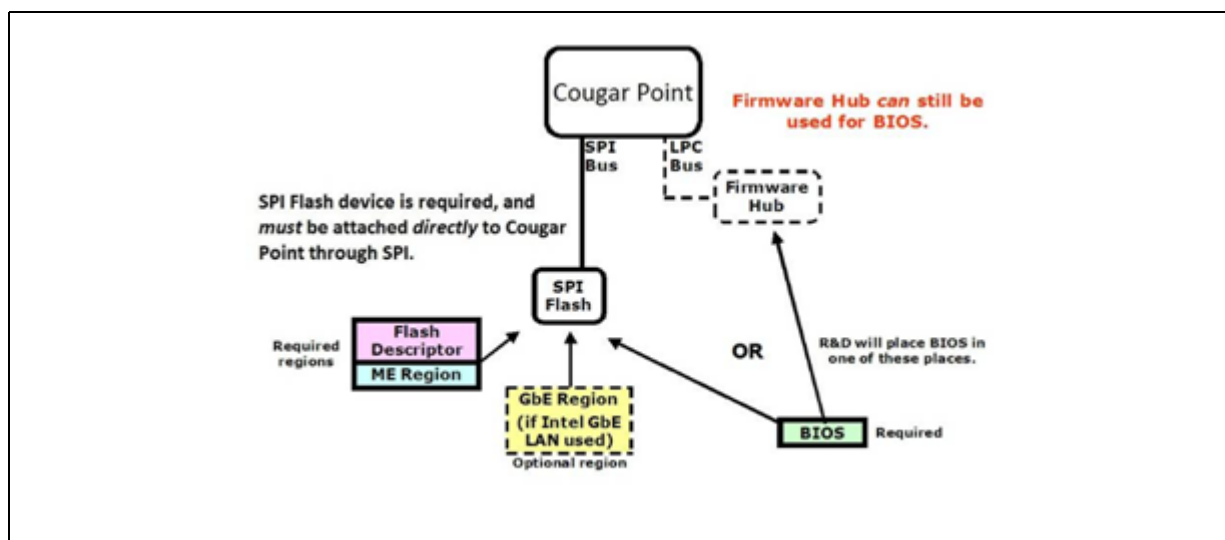 Cougar Point
Firmware Hub can still be
used for BIOS.
SPI
Bus
LPC
Bus
Firmware
Hub
SPI Flash device is required, and
must be attached directly to Cougar
Point through SPI.
SPI
Flash
Required
regions
Flash
Descriptor
ME Region
OR
R&D will place BIOS in
one of these places.
GbE Region
(if Intel GbE
LAN used)
Optional region
BIOS
Required